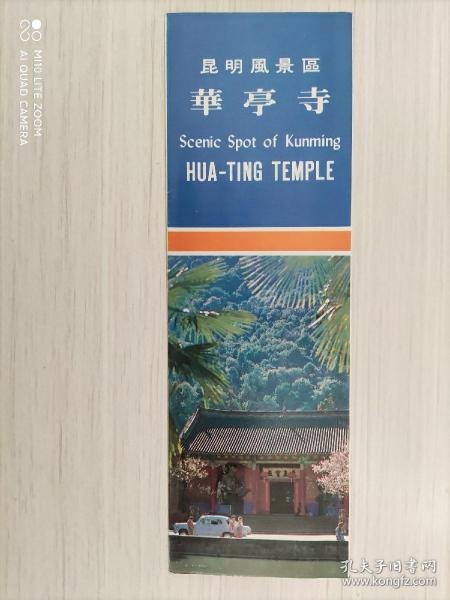 昆明風景區
華亭寺
Scenic Spot of Kunming
HUA-TING TEMPLE
MI10 LITE ZOOM
AI QUAD CAMERA
孔夫子旧书网
www.kongfz.com